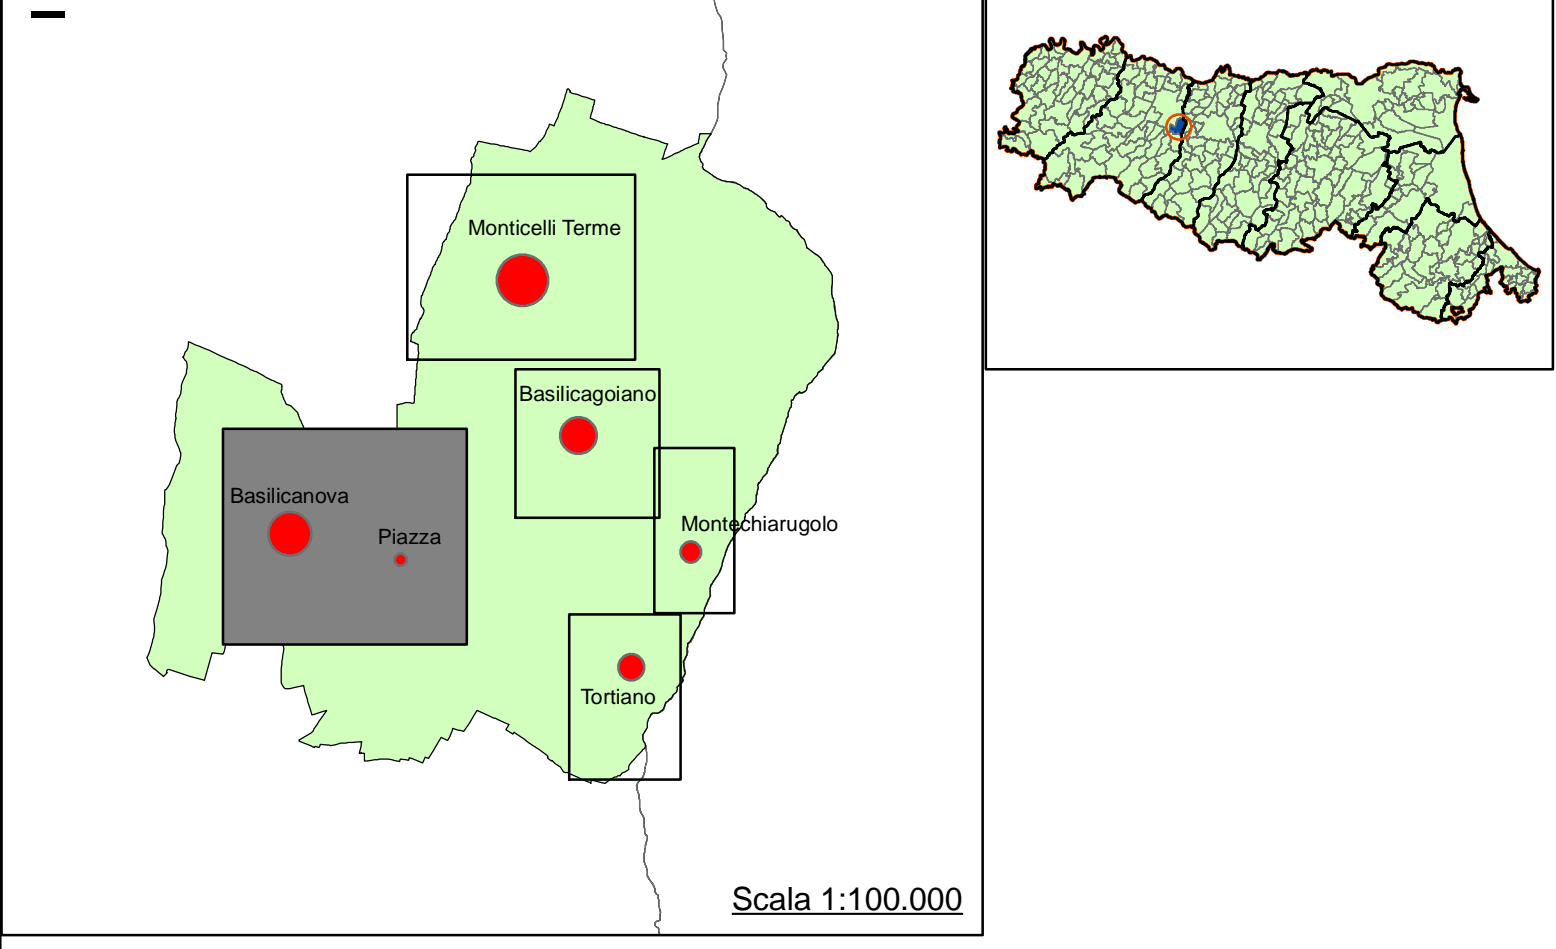 Monticelli Terme
Basilicagoiano
Basilicanova
Piazza
Montechiarugolo
Tortiano
Scala 1:100.000